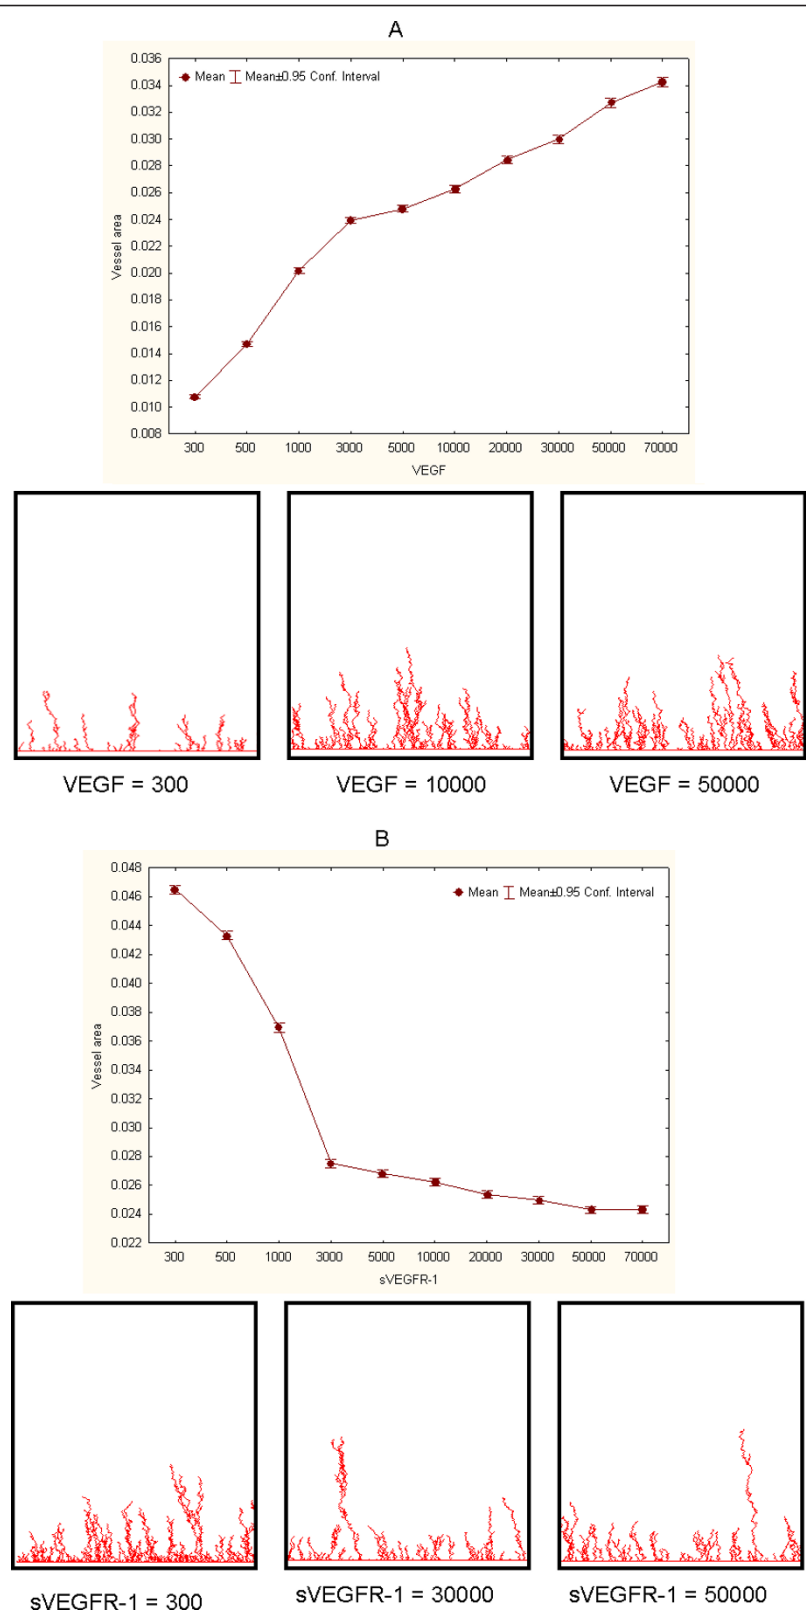 A
0.036
0.034
0.032
0.030
0.028
0.026
0.024
0.022
0.020
0.018
0.016
0.014
0.012
0.010
0.008
Vessel area
Mean Mean±0.95 Conf. Interval
300 500 1000 3000 5000 10000 20000 30000 50000 70000
VEGF
VEGF = 300 VEGF = 10000 VEGF = 50000
B
0.048
0.046
0.044
0.042
0.040
0.038
0.036
0.034
0.032
0.030
0.028
0.026
0.024
0.022
Vessel area
Mean Mean±0.95 Conf. Interval
300 500 1000 3000 5000 10000 20000 30000 50000 70000
sVEGFR-1
sVEGFR-1 = 300 sVEGFR-1 = 30000 sVEGFR-1 = 50000